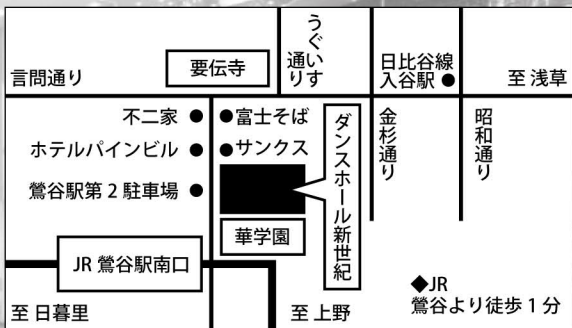 うぐいす通り
言問通り
要伝寺
日比谷線
入谷駅●
至 浅草
不二家 ●
●富士そば
ホテルパインビル ●
●サンクス
鶯谷駅第2駐車場 ●
ダンスホール新世紀
金杉通り
昭和通り
華学園
JR 鶯谷駅南口
至 日暮里
至 上野
◆JR
鶯谷より徒歩1分